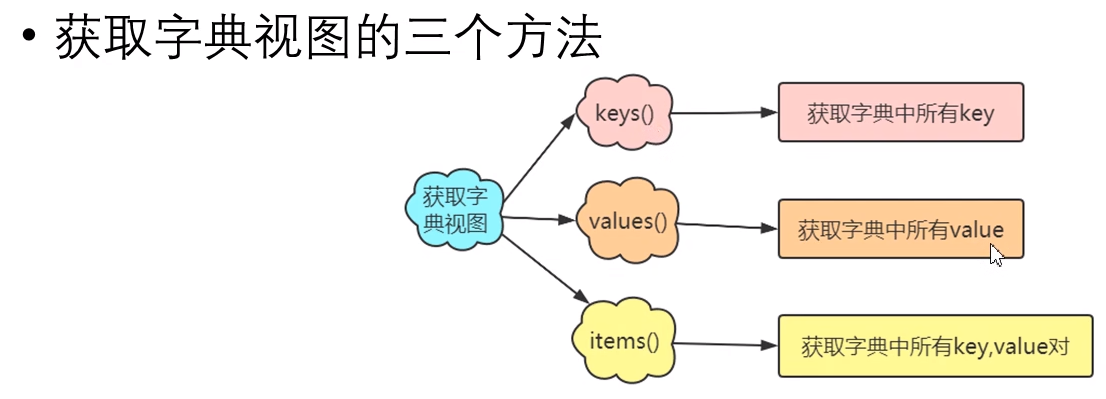 • 获取字典视图的三个方法
keys()
获取字典中所有key
获取字
典视图
values()
获取字典中所有value
items()
获取字典中所有key,value对